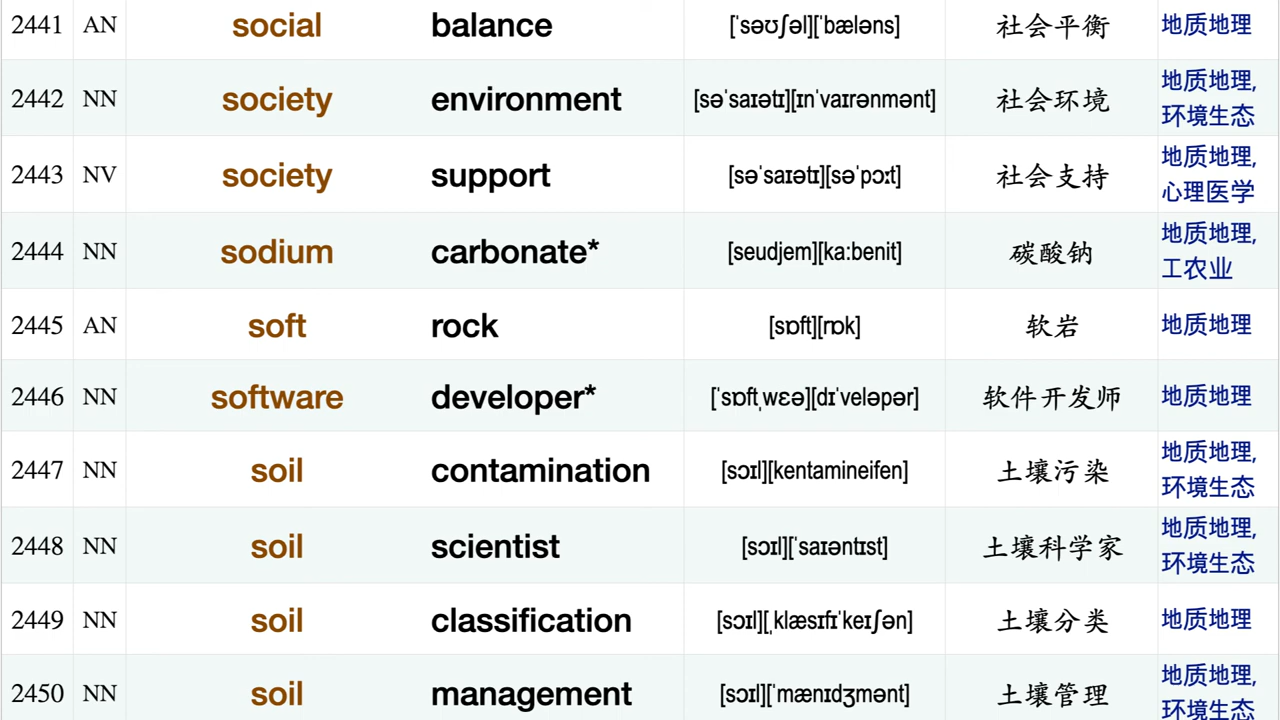 2441 AN social balance [ˈsəʊʃəl][ˈbæləns] 社会平衡 地质地理
2442 NN society environment [səˈsaɪətɪ][ɪnˈvaɪrənmənt] 社会环境 地质地理,
环境生态
2443 NV society support [səˈsaɪətɪ][səˈpɔɪt] 社会支持 地质地理,
心理医学
2444 NN sodium carbonate* [seudjem][ka:benit] 碳酸钠 地质地理,
工农业
2445 AN soft rock [sɒft][rɒk] 软岩 地质地理
2446 NN software developer* [ˈsɒftˌwɛə][dɪˈveləpər] 软件开发师 地质地理
2447 NN soil contamination [sɔɪl][kentamineifen] 土壤污染 地质地理,
环境生态
2448 NN soil scientist [sɔɪl][ˈsaɪəntɪst] 土壤科学家 地质地理,
环境生态
2449 NN soil classification [sɔɪl][ˌklæsɪfɪˈkeɪʃən] 土壤分类 地质地理
2450 NN soil management [sɔɪl][ˈmænɪdʒmənt] 土壤管理 地质地理,
环境生态